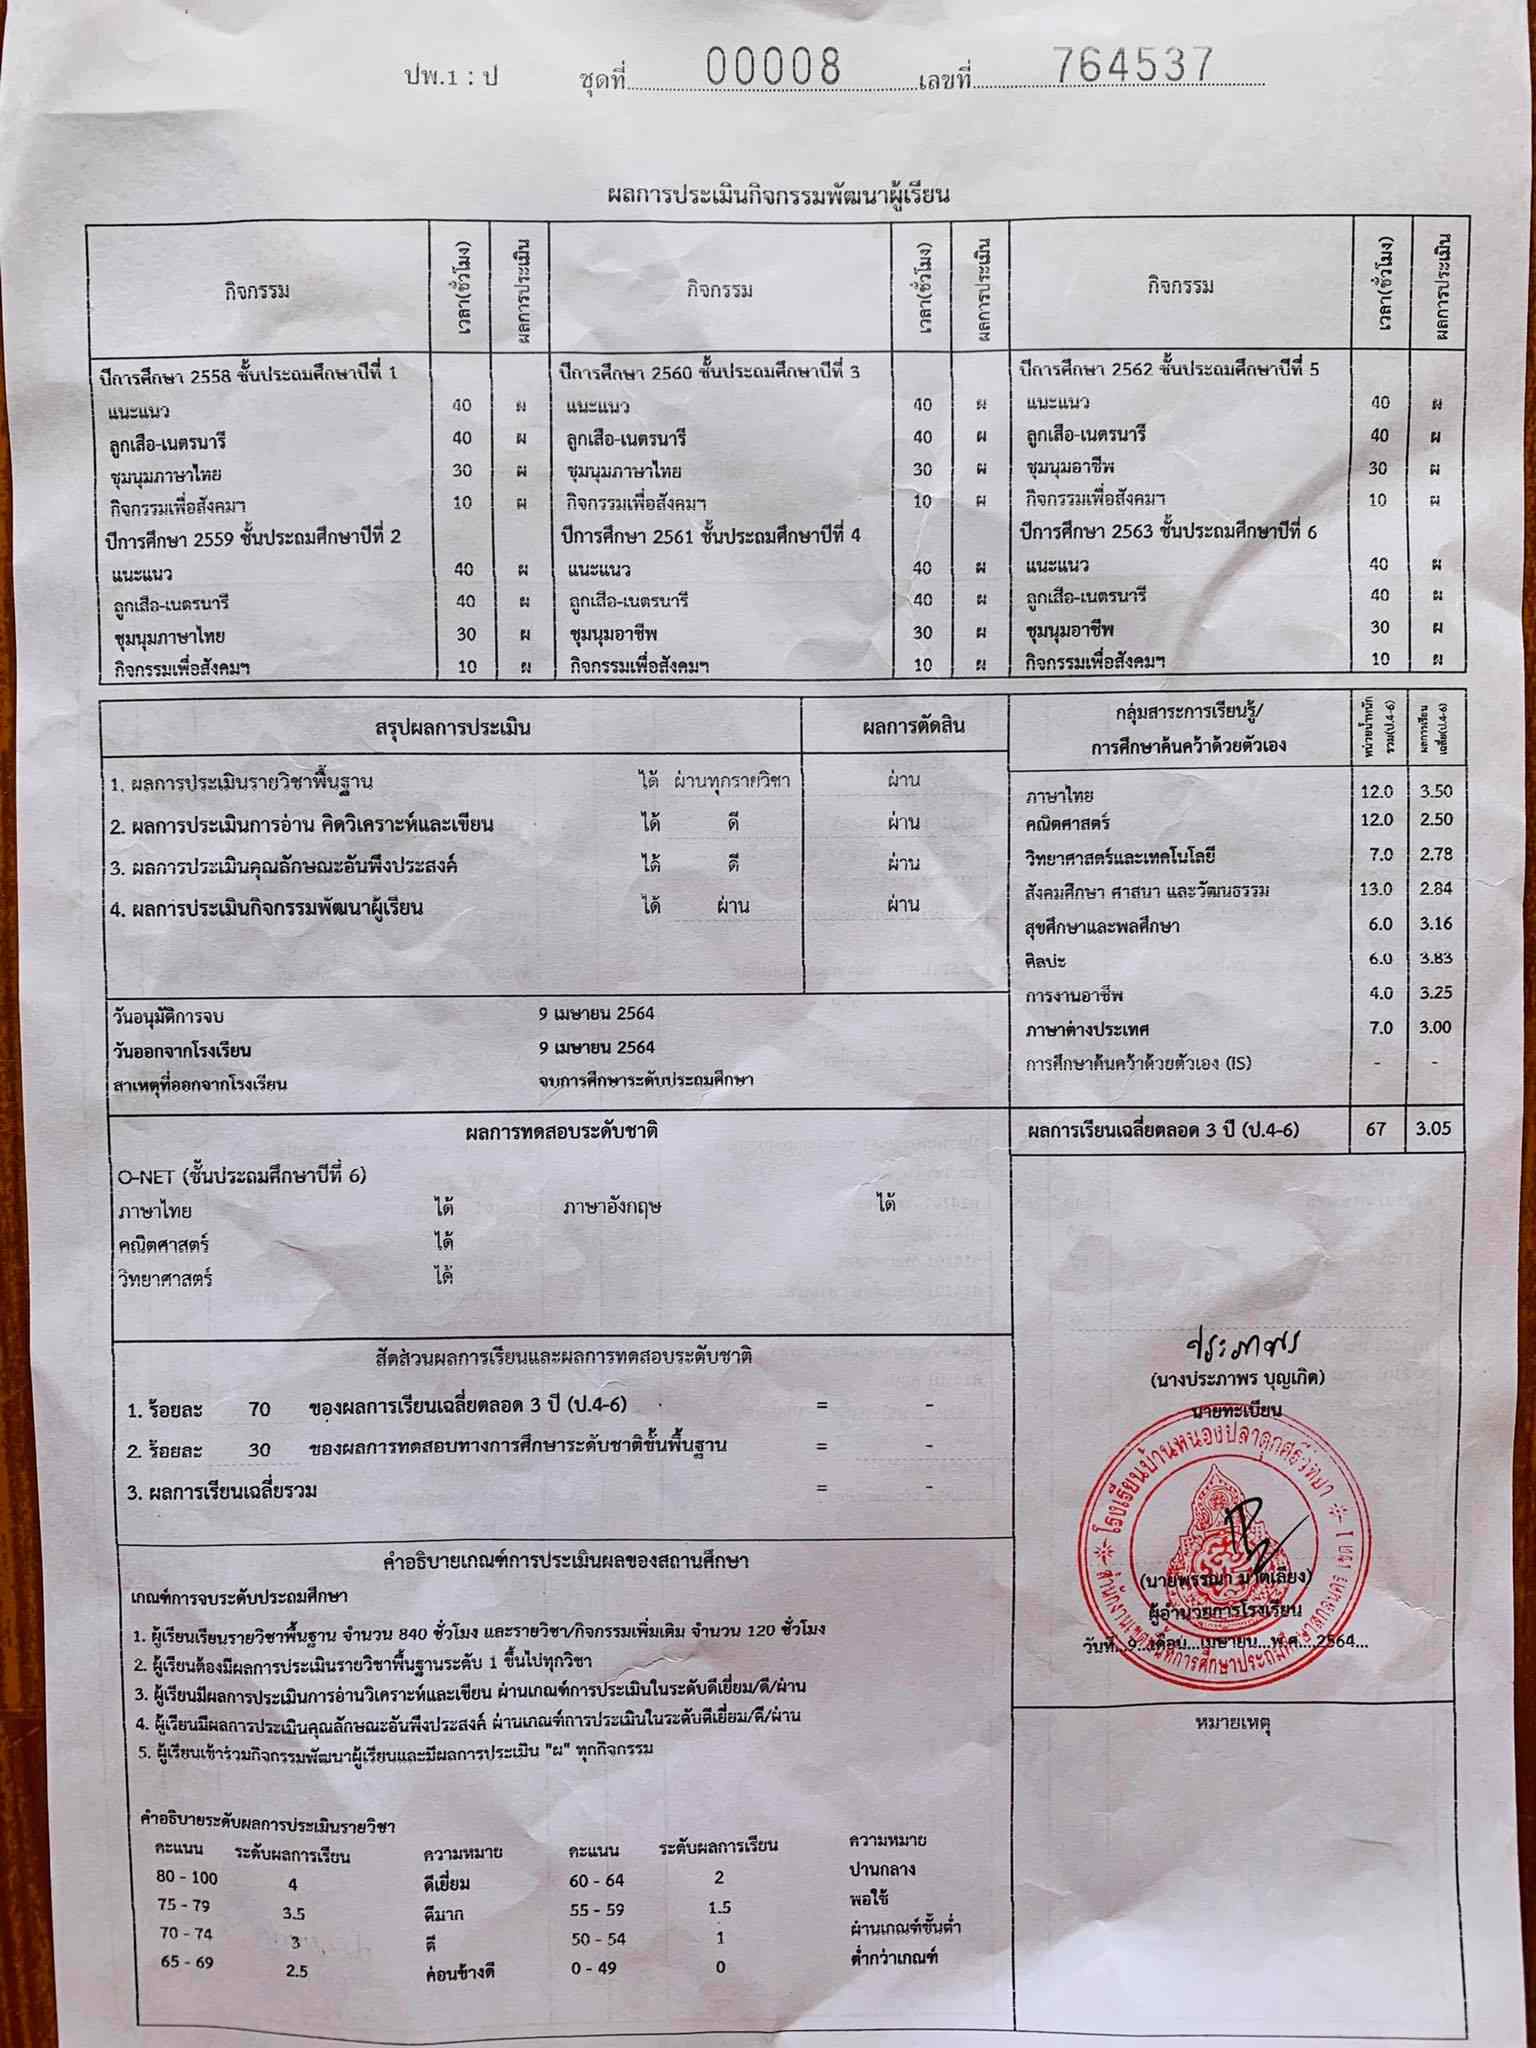 ปพ.1 : ป ชุดที่ 00008 เลขที่ 764537
ผลการประเมินกิจกรรมพัฒนาผู้เรียน
กิจกรรม เวลา(ชั่วโมง) ผลการประเมิน กิจกรรม เวลา(ชั่วโมง) ผลการประเมิน กิจกรรม เวลา(ชั่วโมง) ผลการประเมิน
ปีการศึกษา 2558 ชั้นประถมศึกษาปีที่ 1 ปีการศึกษา 2560 ชั้นประถมศึกษาปีที่ 3 ปีการศึกษา 2562 ชั้นประถมศึกษาปีที่ 5
แนะแนว 40 ผ แนะแนว 40 ผ แนะแนว 40 ผ
ลูกเสือ-เนตรนารี 40 ผ ลูกเสือ-เนตรนารี 40 ผ ลูกเสือ-เนตรนารี 40 ผ
ชุมนุมภาษาไทย 30 ผ ชุมนุมภาษาไทย 30 ผ ชุมนุมอาชีพ 30 ผ
กิจกรรมเพื่อสังคมฯ 10 ผ กิจกรรมเพื่อสังคมฯ 10 ผ กิจกรรมเพื่อสังคมฯ 10 ผ
ปีการศึกษา 2559 ชั้นประถมศึกษาปีที่ 2 ปีการศึกษา 2561 ชั้นประถมศึกษาปีที่ 4 ปีการศึกษา 2563 ชั้นประถมศึกษาปีที่ 6
แนะแนว 40 ผ แนะแนว 40 ผ แนะแนว 40 ผ
ลูกเสือ-เนตรนารี 40 ผ ลูกเสือ-เนตรนารี 40 ผ ลูกเสือ-เนตรนารี 40 ผ
ชุมนุมภาษาไทย 30 ผ ชุมนุมอาชีพ 30 ผ ชุมนุมอาชีพ 30 ผ
กิจกรรมเพื่อสังคมฯ 10 ผ กิจกรรมเพื่อสังคมฯ 10 ผ กิจกรรมเพื่อสังคมฯ 10 ผ
สรุปผลการประเมิน ผลการตัดสิน
1. ผลการประเมินรายวิชาพื้นฐาน ได้ ผ่านทุกรายวิชา ผ่าน
2. ผลการประเมินการอ่าน คิดวิเคราะห์และเขียน ได้ ดี ผ่าน
3. ผลการประเมินคุณลักษณะอันพึงประสงค์ ได้ ดี ผ่าน
4. ผลการประเมินกิจกรรมพัฒนาผู้เรียน ได้ ผ่าน ผ่าน
วันอนุมัติการจบ 9 เมษายน 2564
วันออกจากโรงเรียน 9 เมษายน 2564
สาเหตุที่ออกจากโรงเรียน จบการศึกษาระดับประถมศึกษา
กลุ่มสาระการเรียนรู้/
การศึกษาค้นคว้าด้วยตัวเอง
หน่วยน้ำหนัก
รวม(ป.4-6)
ผลการเรียน
เฉลี่ย(ป.4-6)
ภาษาไทย 12.0 3.50
คณิตศาสตร์ 12.0 2.50
วิทยาศาสตร์และเทคโนโลยี 7.0 2.78
สังคมศึกษา ศาสนา และวัฒนธรรม 13.0 2.84
สุขศึกษาและพลศึกษา 6.0 3.16
ศิลปะ 6.0 3.83
การงานอาชีพ 4.0 3.25
ภาษาต่างประเทศ 7.0 3.00
การศึกษาค้นคว้าด้วยตัวเอง (IS) - -
ผลการเรียนเฉลี่ยตลอด 3 ปี (ป.4-6) 67 3.05
ผลการทดสอบระดับชาติ
O-NET (ชั้นประถมศึกษาปีที่ 6)
ภาษาไทย ได้ ภาษาอังกฤษ ได้
คณิตศาสตร์ ได้
วิทยาศาสตร์ ได้
สัดส่วนผลการเรียนและผลการทดสอบระดับชาติ
1. ร้อยละ 70 ของผลการเรียนเฉลี่ยตลอด 3 ปี (ป.4-6) = -
2. ร้อยละ 30 ของผลการทดสอบทางการศึกษาระดับชาติขั้นพื้นฐาน = -
3. ผลการเรียนเฉลี่ยรวม = -
ประภาพร
(นางประภาพร บุญเกิด)
นายทะเบียน
โรงเรียนบ้านหนองปลาดุกศรีวิทยา
สำนักงานเขตพื้นที่การศึกษาประถมศึกษาสกลนคร เขต 1
(นายพรรณา มาตเลียง)
ผู้อำนวยการโรงเรียน
วันที่...9...เดือน...เมษายน...พ.ศ....2564...
หมายเหตุ
คำอธิบายเกณฑ์การประเมินผลของสถานศึกษา
เกณฑ์การจบระดับประถมศึกษา
1. ผู้เรียนเรียนรายวิชาพื้นฐาน จำนวน 840 ชั่วโมง และรายวิชา/กิจกรรมเพิ่มเติม จำนวน 120 ชั่วโมง
2. ผู้เรียนต้องมีผลการประเมินรายวิชาพื้นฐานระดับ 1 ขึ้นไปทุกวิชา
3. ผู้เรียนมีผลการประเมินการอ่านวิเคราะห์และเขียน ผ่านเกณฑ์การประเมินในระดับดีเยี่ยม/ดี/ผ่าน
4. ผู้เรียนมีผลการประเมินคุณลักษณะอันพึงประสงค์ ผ่านเกณฑ์การประเมินในระดับดีเยี่ยม/ดี/ผ่าน
5. ผู้เรียนเข้าร่วมกิจกรรมพัฒนาผู้เรียนและมีผลการประเมิน "ผ" ทุกกิจกรรม
คำอธิบายระดับผลการประเมินรายวิชา
คะแนน ระดับผลการเรียน ความหมาย คะแนน ระดับผลการเรียน ความหมาย
80 - 100 4 ดีเยี่ยม 60 - 64 2 ปานกลาง
75 - 79 3.5 ดีมาก 55 - 59 1.5 พอใช้
70 - 74 3 ดี 50 - 54 1 ผ่านเกณฑ์ขั้นต่ำ
65 - 69 2.5 ค่อนข้างดี 0 - 49 0 ต่ำกว่าเกณฑ์